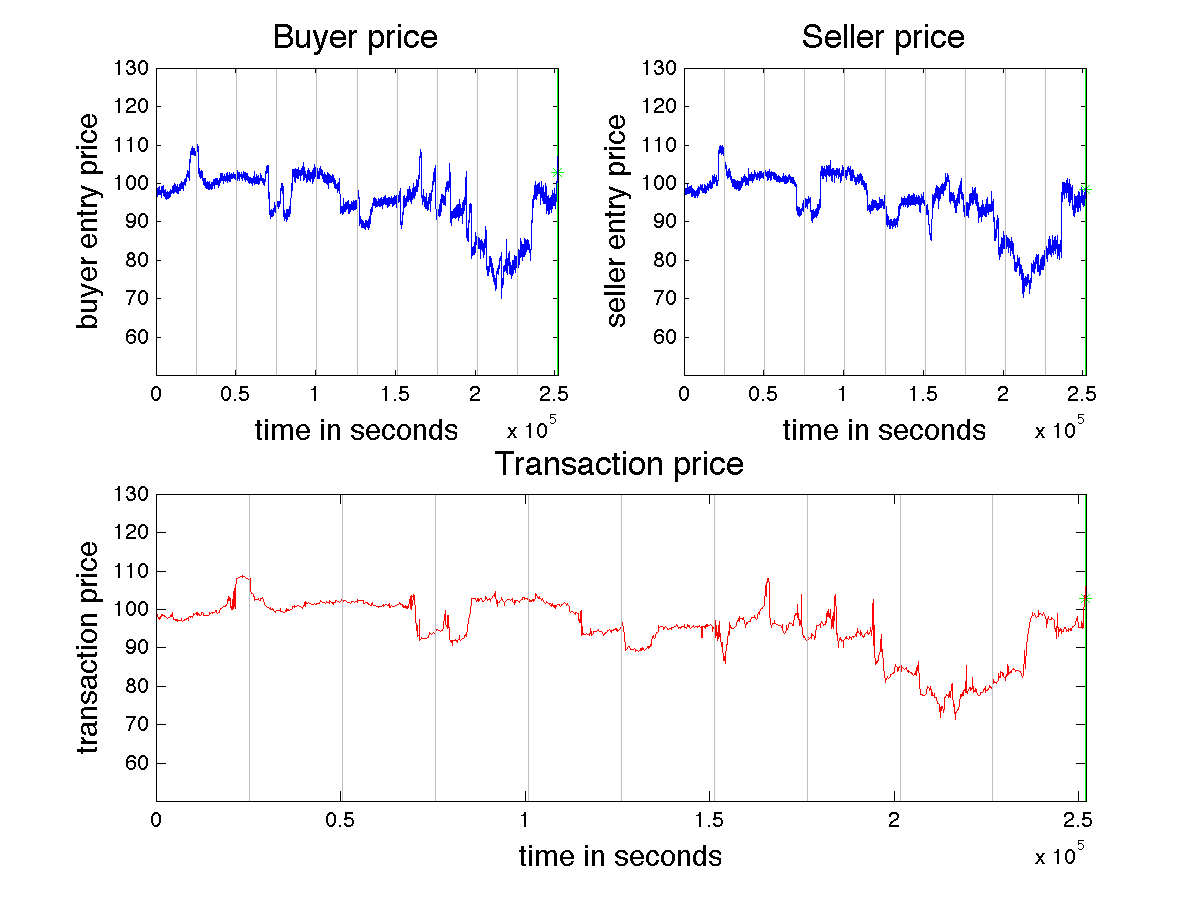 Buyer price
Seller price
130
120
110
100
90
80
70
60
buyer entry price
0 0.5 1 1.5 2 2.5
x 10^5
time in seconds
130
120
110
100
90
80
70
60
seller entry price
0 0.5 1 1.5 2 2.5
x 10^5
time in seconds
Transaction price
130
120
110
100
90
80
70
60
transaction price
0 0.5 1 1.5 2 2.5
x 10^5
time in seconds